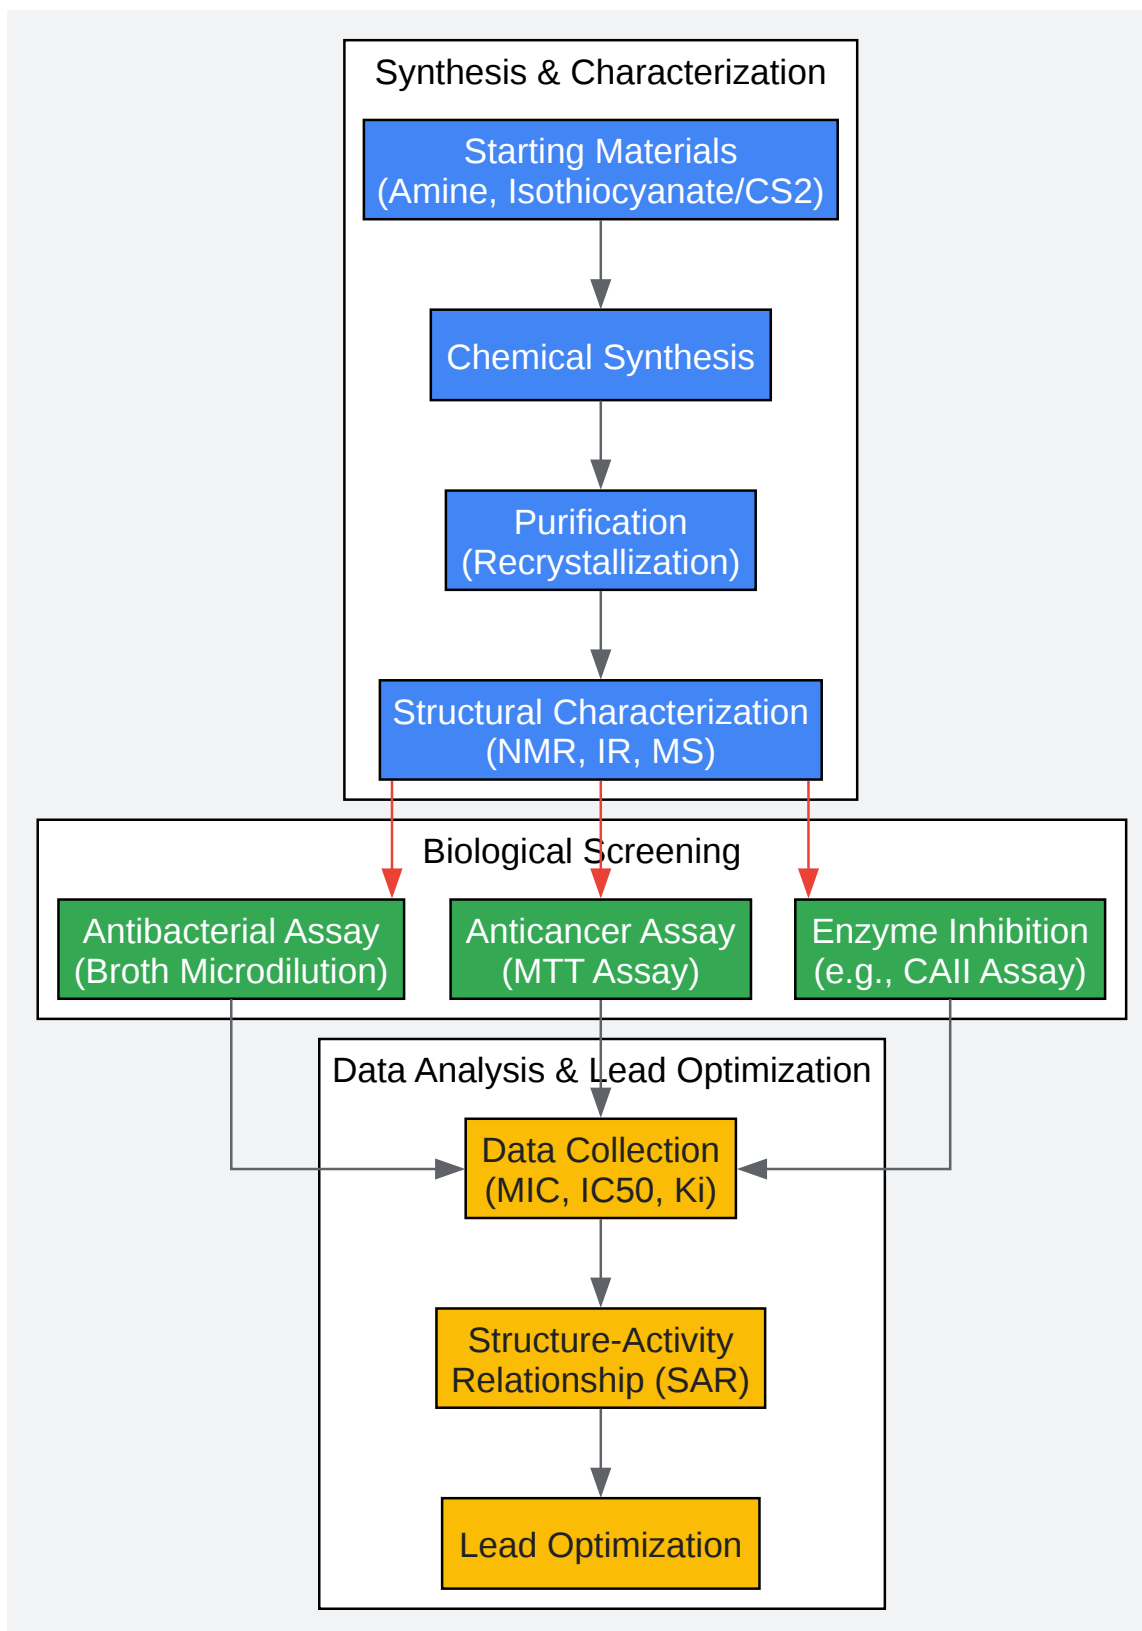 Synthesis & Characterization
Starting Materials
(Amine, Isothiocyanate/CS2)
Chemical Synthesis
Purification
(Recrystallization)
Structural Characterization
(NMR, IR, MS)
Biological Screening
Antibacterial Assay
(Broth Microdilution)
Anticancer Assay
(MTT Assay)
Enzyme Inhibition
(e.g., CAII Assay)
Data Analysis & Lead Optimization
Data Collection
(MIC, IC50, Ki)
Structure-Activity
Relationship (SAR)
Lead Optimization